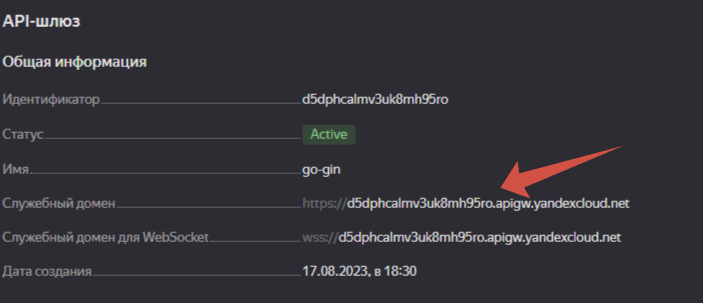 API-шлюз
Общая информация
Идентификатор d5dphcalmv3uk8mh95ro
Статус Active
Имя go-gin
Служебный домен https://d5dphcalmv3uk8mh95ro.apigw.yandexcloud.net
Служебный домен для WebSocket wss://d5dphcalmv3uk8mh95ro.apigw.yandexcloud.net
Дата создания 17.08.2023, в 18:30